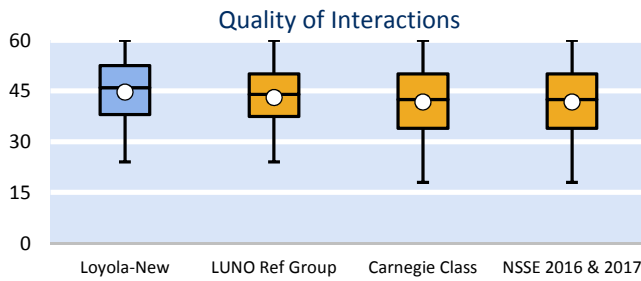 Quality of Interactions
60
45
30
15
0
Loyola-New
LUNO Ref Group
Carnegie Class
NSSE 2016 & 2017